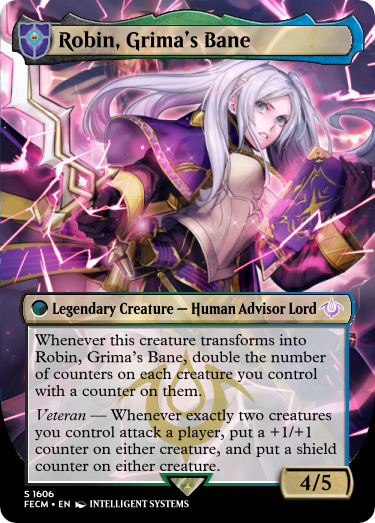 Robin, Grima's Bane
Legendary Creature — Human Advisor Lord
Whenever this creature transforms into
Robin, Grima's Bane, double the number
of counters on each creature you control
with a counter on them.
Veteran — Whenever exactly two creatures
you control attack a player, put a +1/+1
counter on either creature, and put a shield
counter on either creature.
4/5
S 1606
FECM • EN INTELLIGENT SYSTEMS